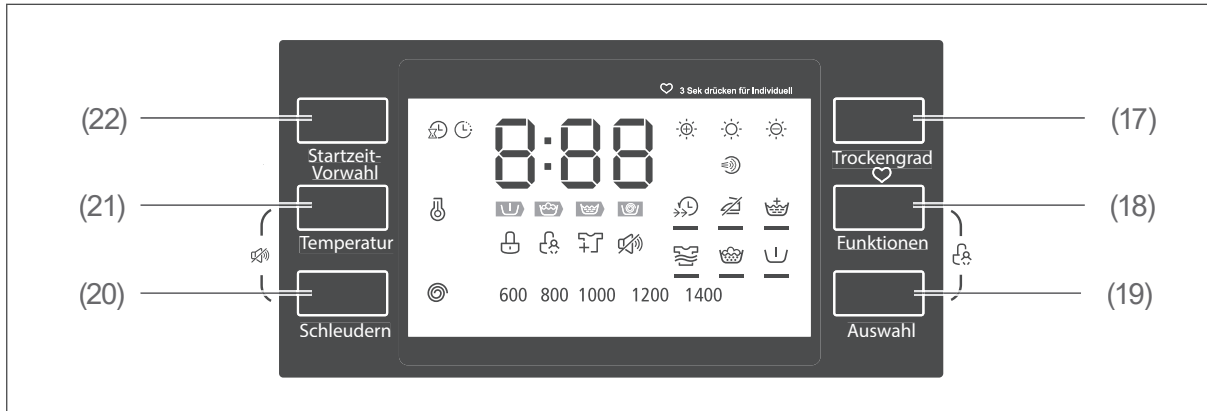 3 Sek drücken für Individuell
(22)
8:88
(17)
Startzeit-
Vorwahl
Trockengrad
(21)
(18)
Temperatur
Funktionen
(20)
600 800 1000 1200 1400
(19)
Schleudern
Auswahl